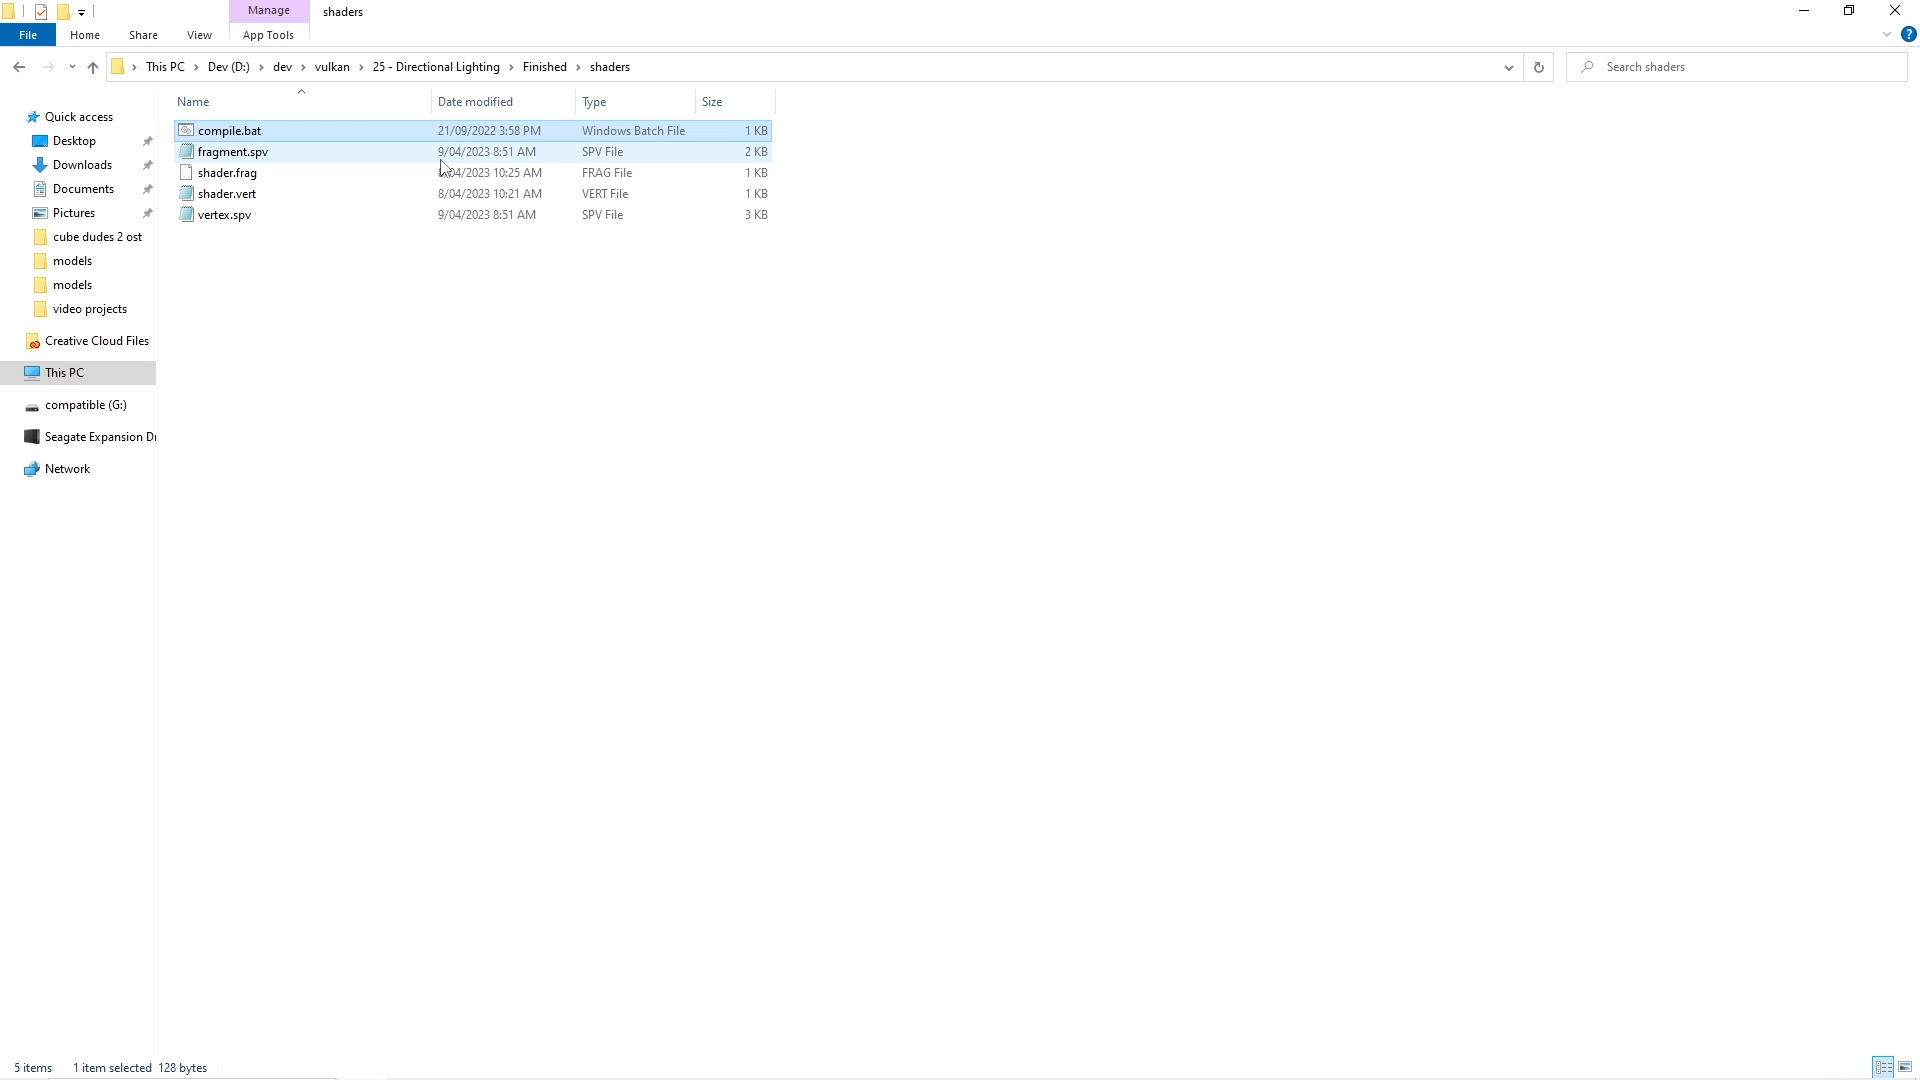 Manage
shaders
File
Home
Share
View
App Tools
This PC
Dev (D:)
dev
vulkan
25 - Directional Lighting
Finished
shaders
Search shaders
Name
Date modified
Type
Size
Quick access
Desktop
Downloads
Documents
Pictures
cube dudes 2 ost
models
models
video projects
Creative Cloud Files
This PC
compatible (G:)
Seagate Expansion
Network
compile.bat 21/09/2022 3:58 PM Windows Batch File 1 KB
fragment.spv 9/04/2023 8:51 AM SPV File 2 KB
shader.frag 10:25 AM FRAG File 1 KB
shader.vert 8/04/2023 10:21 AM VERT File 1 KB
vertex.spv 9/04/2023 8:51 AM SPV File 3 KB
5 items 1 item selected 128 bytes